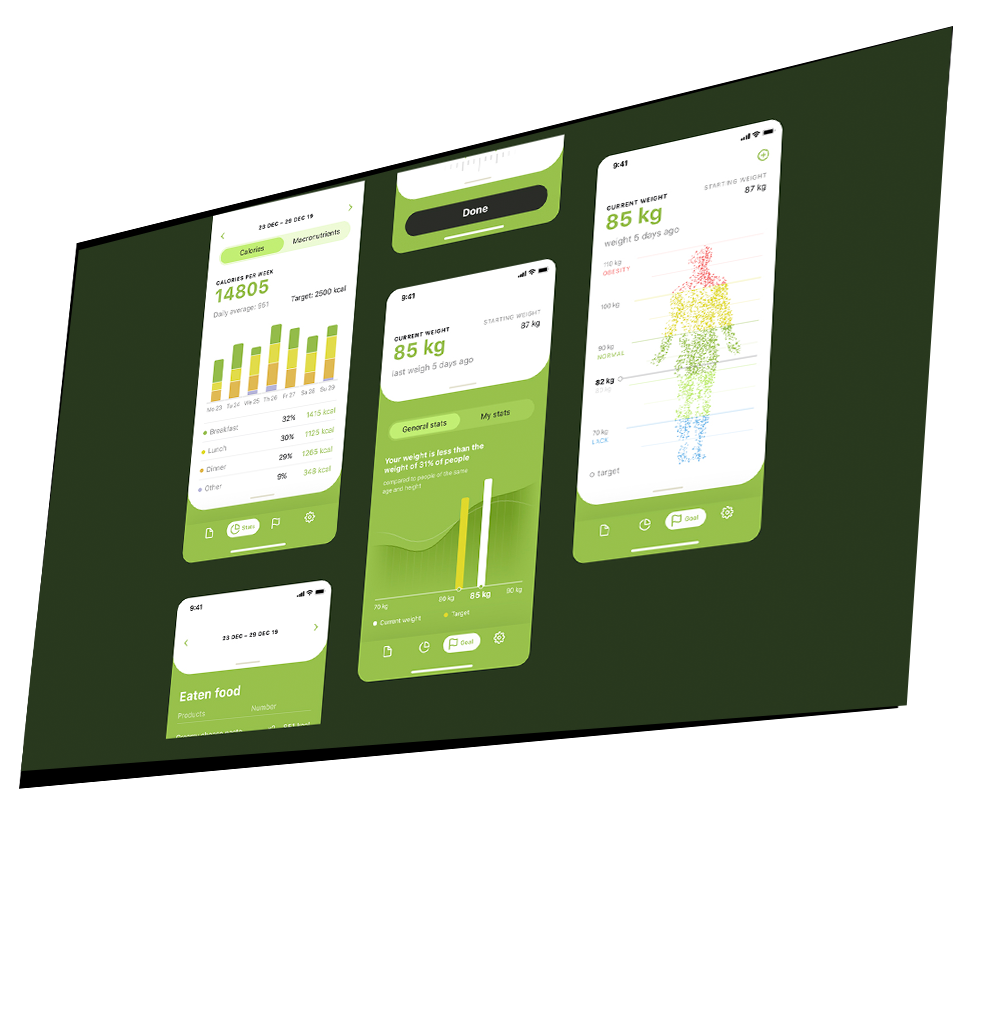 23 DEC – 29 DEC 19
Calories
Macronutrients
CALORIES PER WEEK
14805
Daily average: 951
Target: 2500 kcal
Mo 23 Tu 24 We 25 Th 26 Fr 27 Sa 28 Su 29
Breakfast 32% 1415 kcal
Lunch 30% 1125 kcal
Dinner 29% 1265 kcal
Other 9% 348 kcal
Stats
9:41
23 DEC – 29 DEC 19
Eaten food
Products Number
Done
9:41
CURRENT WEIGHT
STARTING WEIGHT
85 kg
87 kg
last weigh 5 days ago
General stats
My stats
Your weight is less than the
weight of 31% of people
compared to people of the same
age and height
70 kg
85 kg
90 kg
Current weight
Target
Goal
9:41
CURRENT WEIGHT
STARTING WEIGHT
85 kg
87 kg
weight 5 days ago
110 kg
OBESITY
100 kg
90 kg
NORMAL
82 kg
70 kg
LACK
target
Goal